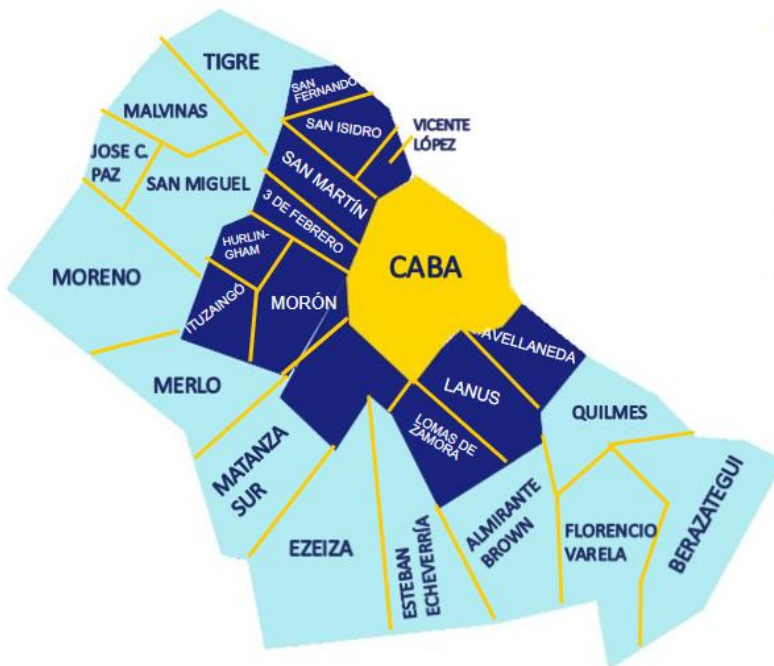 TIGRE
SAN
FERNANDO
MALVINAS
SAN ISIDRO
VICENTE
LÓPEZ
JOSE C.
PAZ
SAN MIGUEL
SAN MARTÍN
3 DE FEBRERO
HURLIN-
GHAM
CABA
MORENO
ITUZAINGÓ
MORÓN
AVELLANEDA
MERLO
LANUS
QUILMES
LOMAS DE
ZAMORA
MATANZA
SUR
EZEIZA
ESTEBAN
ECHEVERRÍA
ALMIRANTE
BROWN
FLORENCIO
VARELA
BERAZATEGUI